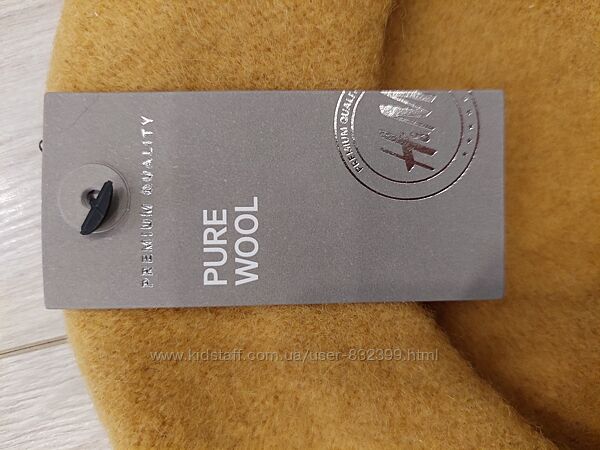 PREMIUM QUALITY
PURE
WOOL
PREMIUM QUALITY
H&M
www.kidstaff.com.ua/user-832399.html